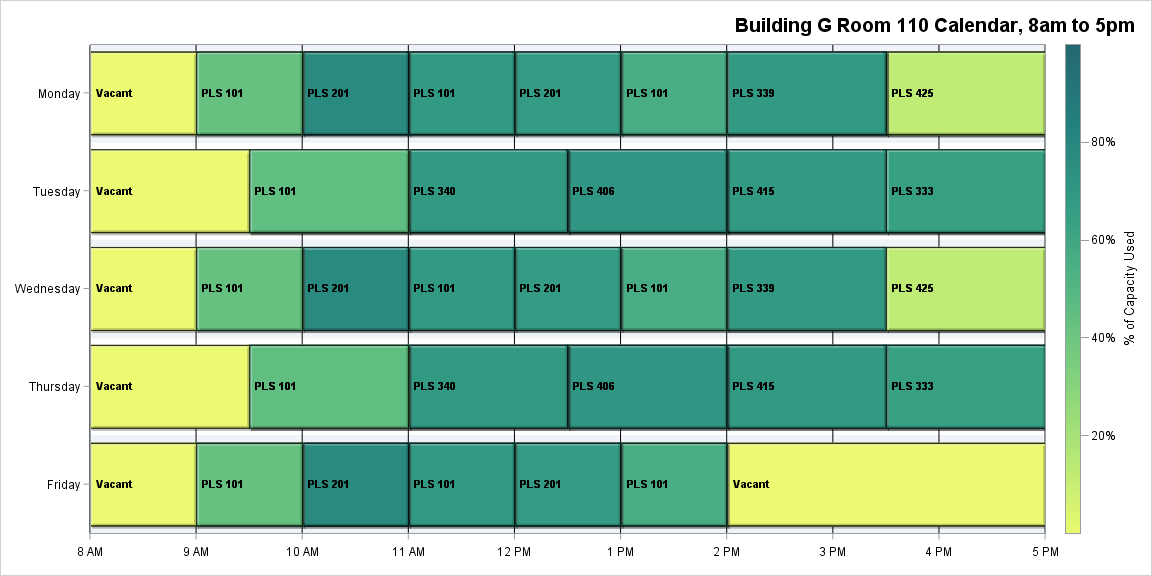 Building G Room 110 Calendar, 8am to 5pm
Monday Vacant PLS 101 PLS 201 PLS 101 PLS 201 PLS 101 PLS 339 PLS 425
80%
Tuesday Vacant PLS 101 PLS 340 PLS 406 PLS 415 PLS 333
60%
Wednesday Vacant PLS 101 PLS 201 PLS 101 PLS 201 PLS 101 PLS 339 PLS 425
% of Capacity Used
40%
Thursday Vacant PLS 101 PLS 340 PLS 406 PLS 415 PLS 333
20%
Friday Vacant PLS 101 PLS 201 PLS 101 PLS 201 PLS 101 Vacant
8 AM 9 AM 10 AM 11 AM 12 PM 1 PM 2 PM 3 PM 4 PM 5 PM